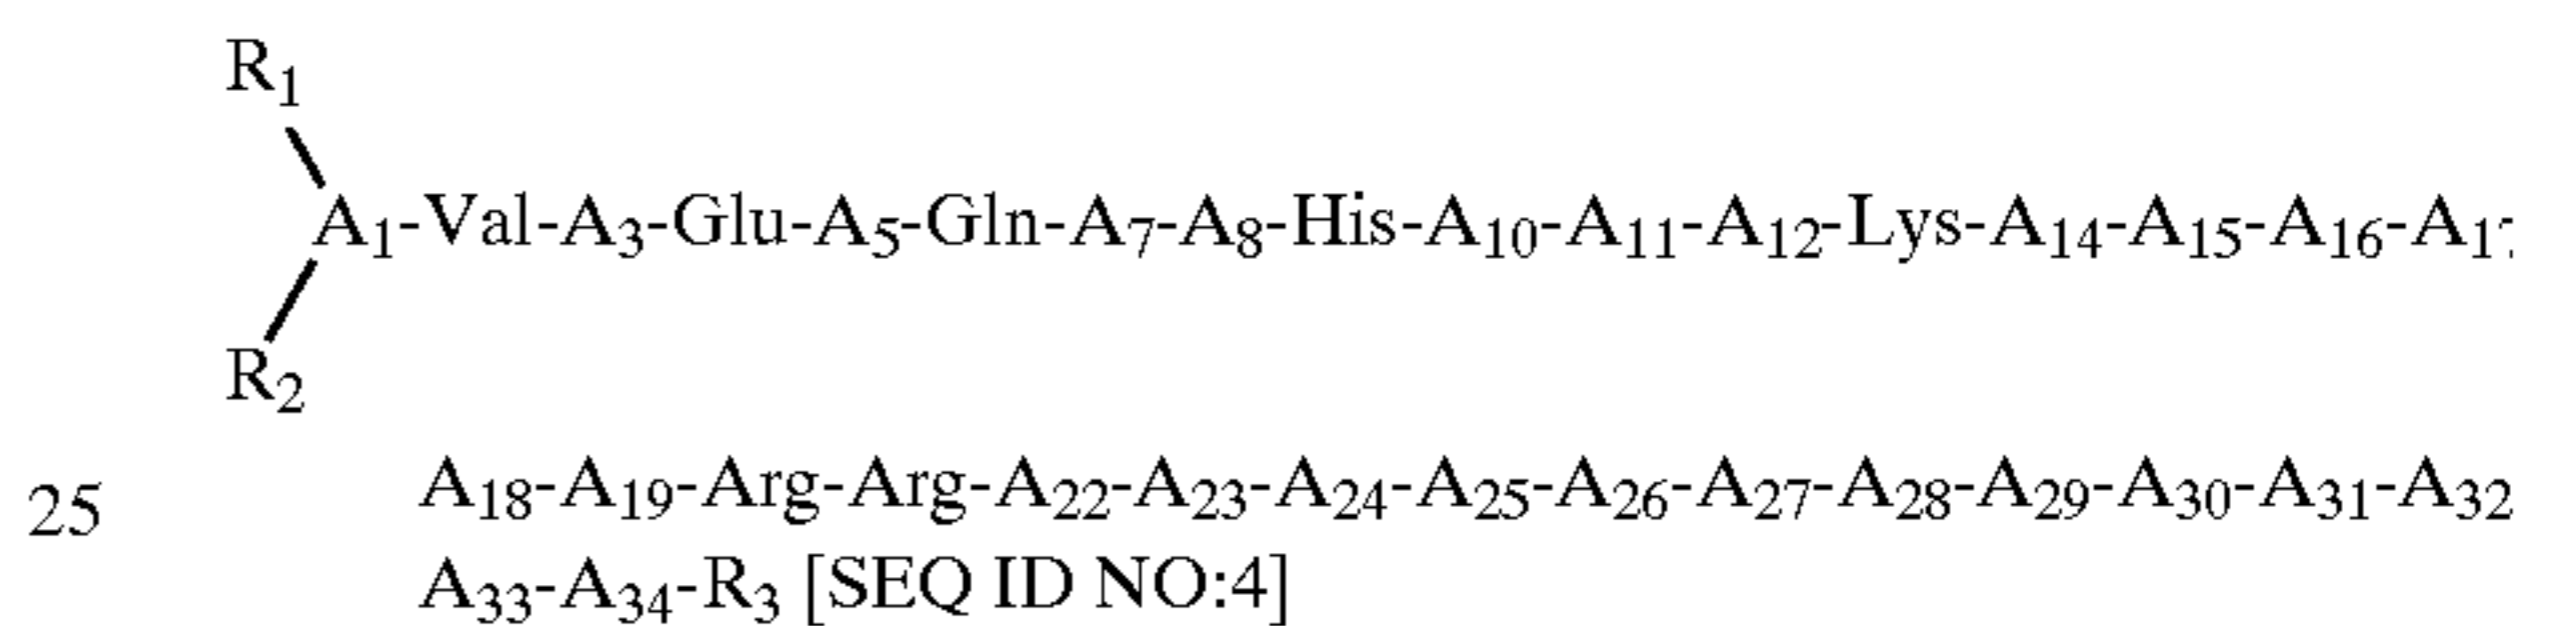 R₁
A₁-Val-A₃-Glu-A₅-Gln-A₇-A₈-His-A₁₀-A₁₁-A₁₂-Lys-A₁₄-A₁₅-A₁₆
R₂
25 A₁₈-A₁₉-Arg-Arg-A₂₂-A₂₃-A₂₄-A₂₅-A₂₆-A₂₇-A₂₈-A₂₉-A₃₀-A₃₁-A₃₂
A₃₃-A₃₄-R₃ [SEQ ID NO:4]